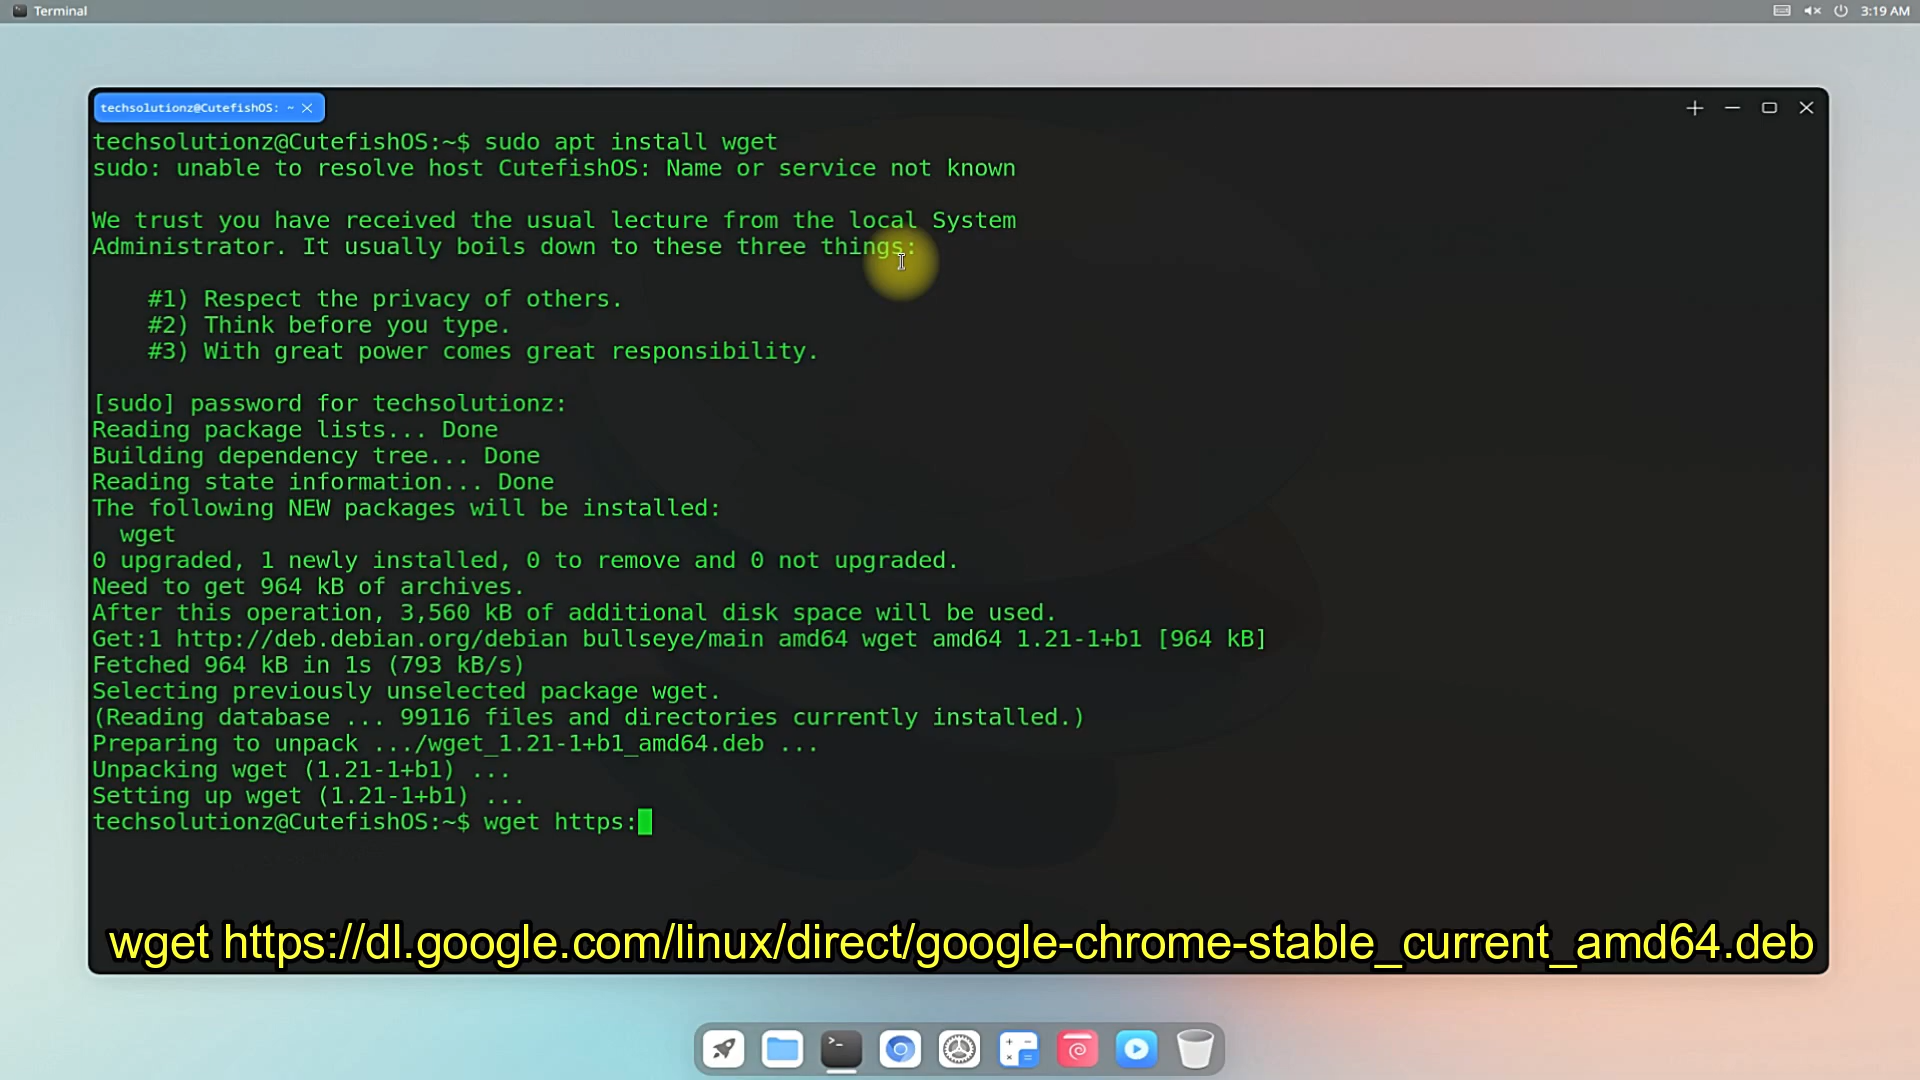 Terminal
3:19 AM
techsolutionz@CutefishOS: ~
techsolutionz@CutefishOS:~$ sudo apt install wget
sudo: unable to resolve host CutefishOS: Name or service not known
We trust you have received the usual lecture from the local System
Administrator. It usually boils down to these three things:
#1) Respect the privacy of others.
#2) Think before you type.
#3) With great power comes great responsibility.
[sudo] password for techsolutionz:
Reading package lists... Done
Building dependency tree... Done
Reading state information... Done
The following NEW packages will be installed:
wget
0 upgraded, 1 newly installed, 0 to remove and 0 not upgraded.
Need to get 964 kB of archives.
After this operation, 3,560 kB of additional disk space will be used.
Get:1 http://deb.debian.org/debian bullseye/main amd64 wget amd64 1.21-1+b1 [964 kB]
Fetched 964 kB in 1s (793 kB/s)
Selecting previously unselected package wget.
(Reading database ... 99116 files and directories currently installed.)
Preparing to unpack .../wget_1.21-1+b1_amd64.deb ...
Unpacking wget (1.21-1+b1) ...
Setting up wget (1.21-1+b1) ...
techsolutionz@CutefishOS:~$ wget https:
wget https://dl.google.com/linux/direct/google-chrome-stable_current_amd64.deb